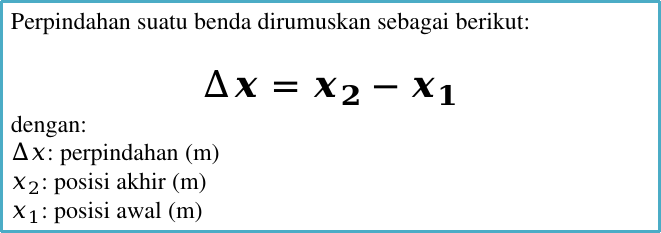 Perpindahan suatu benda dirumuskan sebagai berikut:
Δx = x₂ − x₁
dengan:
Δx: perpindahan (m)
x₂: posisi akhir (m)
x₁: posisi awal (m)